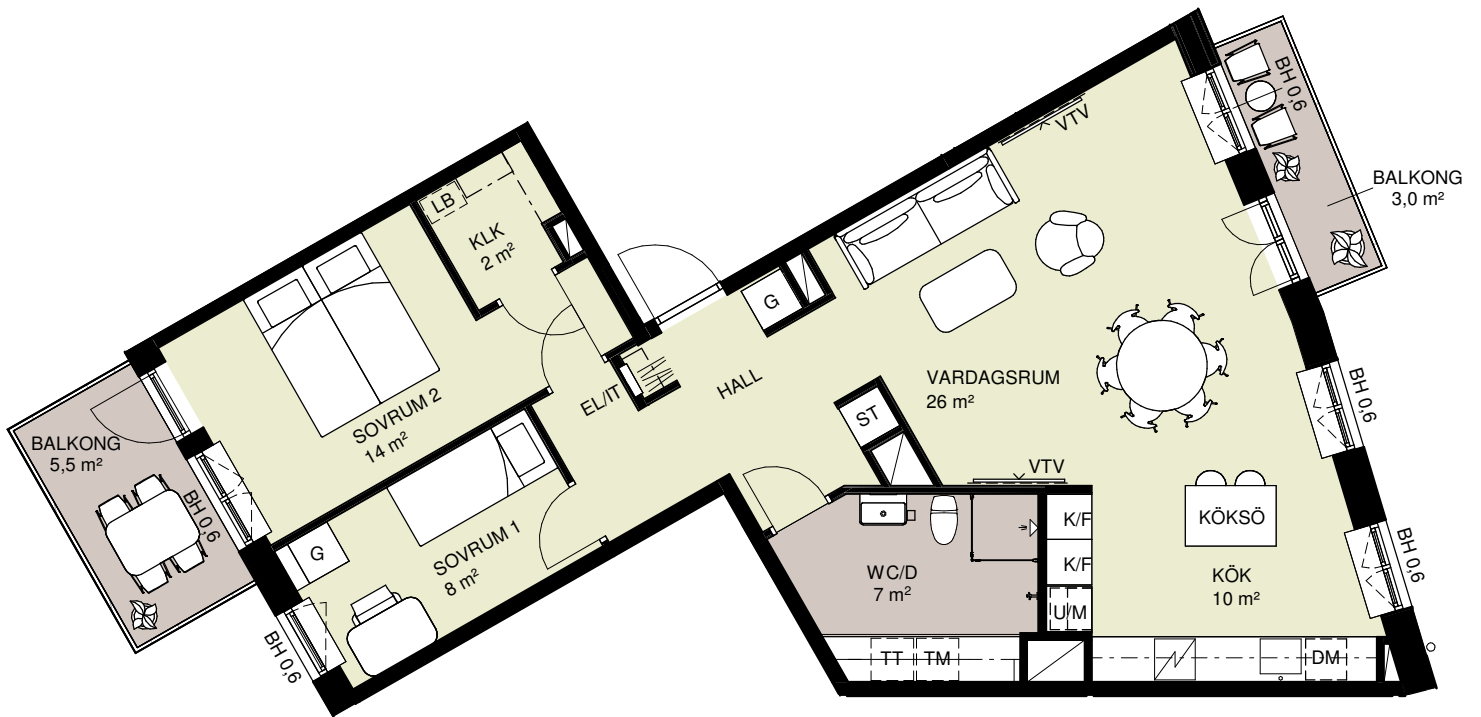 BH 0,6
VTV
BALKONG
3,0 m²
LB
KLK
2 m²
G
HALL
EL/IT
VARDAGSRUM
26 m²
BH 0,6
SOVRUM 2
14 m²
ST
BALKONG
5,5 m²
BH 0,6
VTV
KÖKSÖ
K/F
K/F
U/M
BH 0,6
KÖK
10 m²
G
SOVRUM 1
8 m²
WC/D
7 m²
BH 0,6
TT
TM
DM